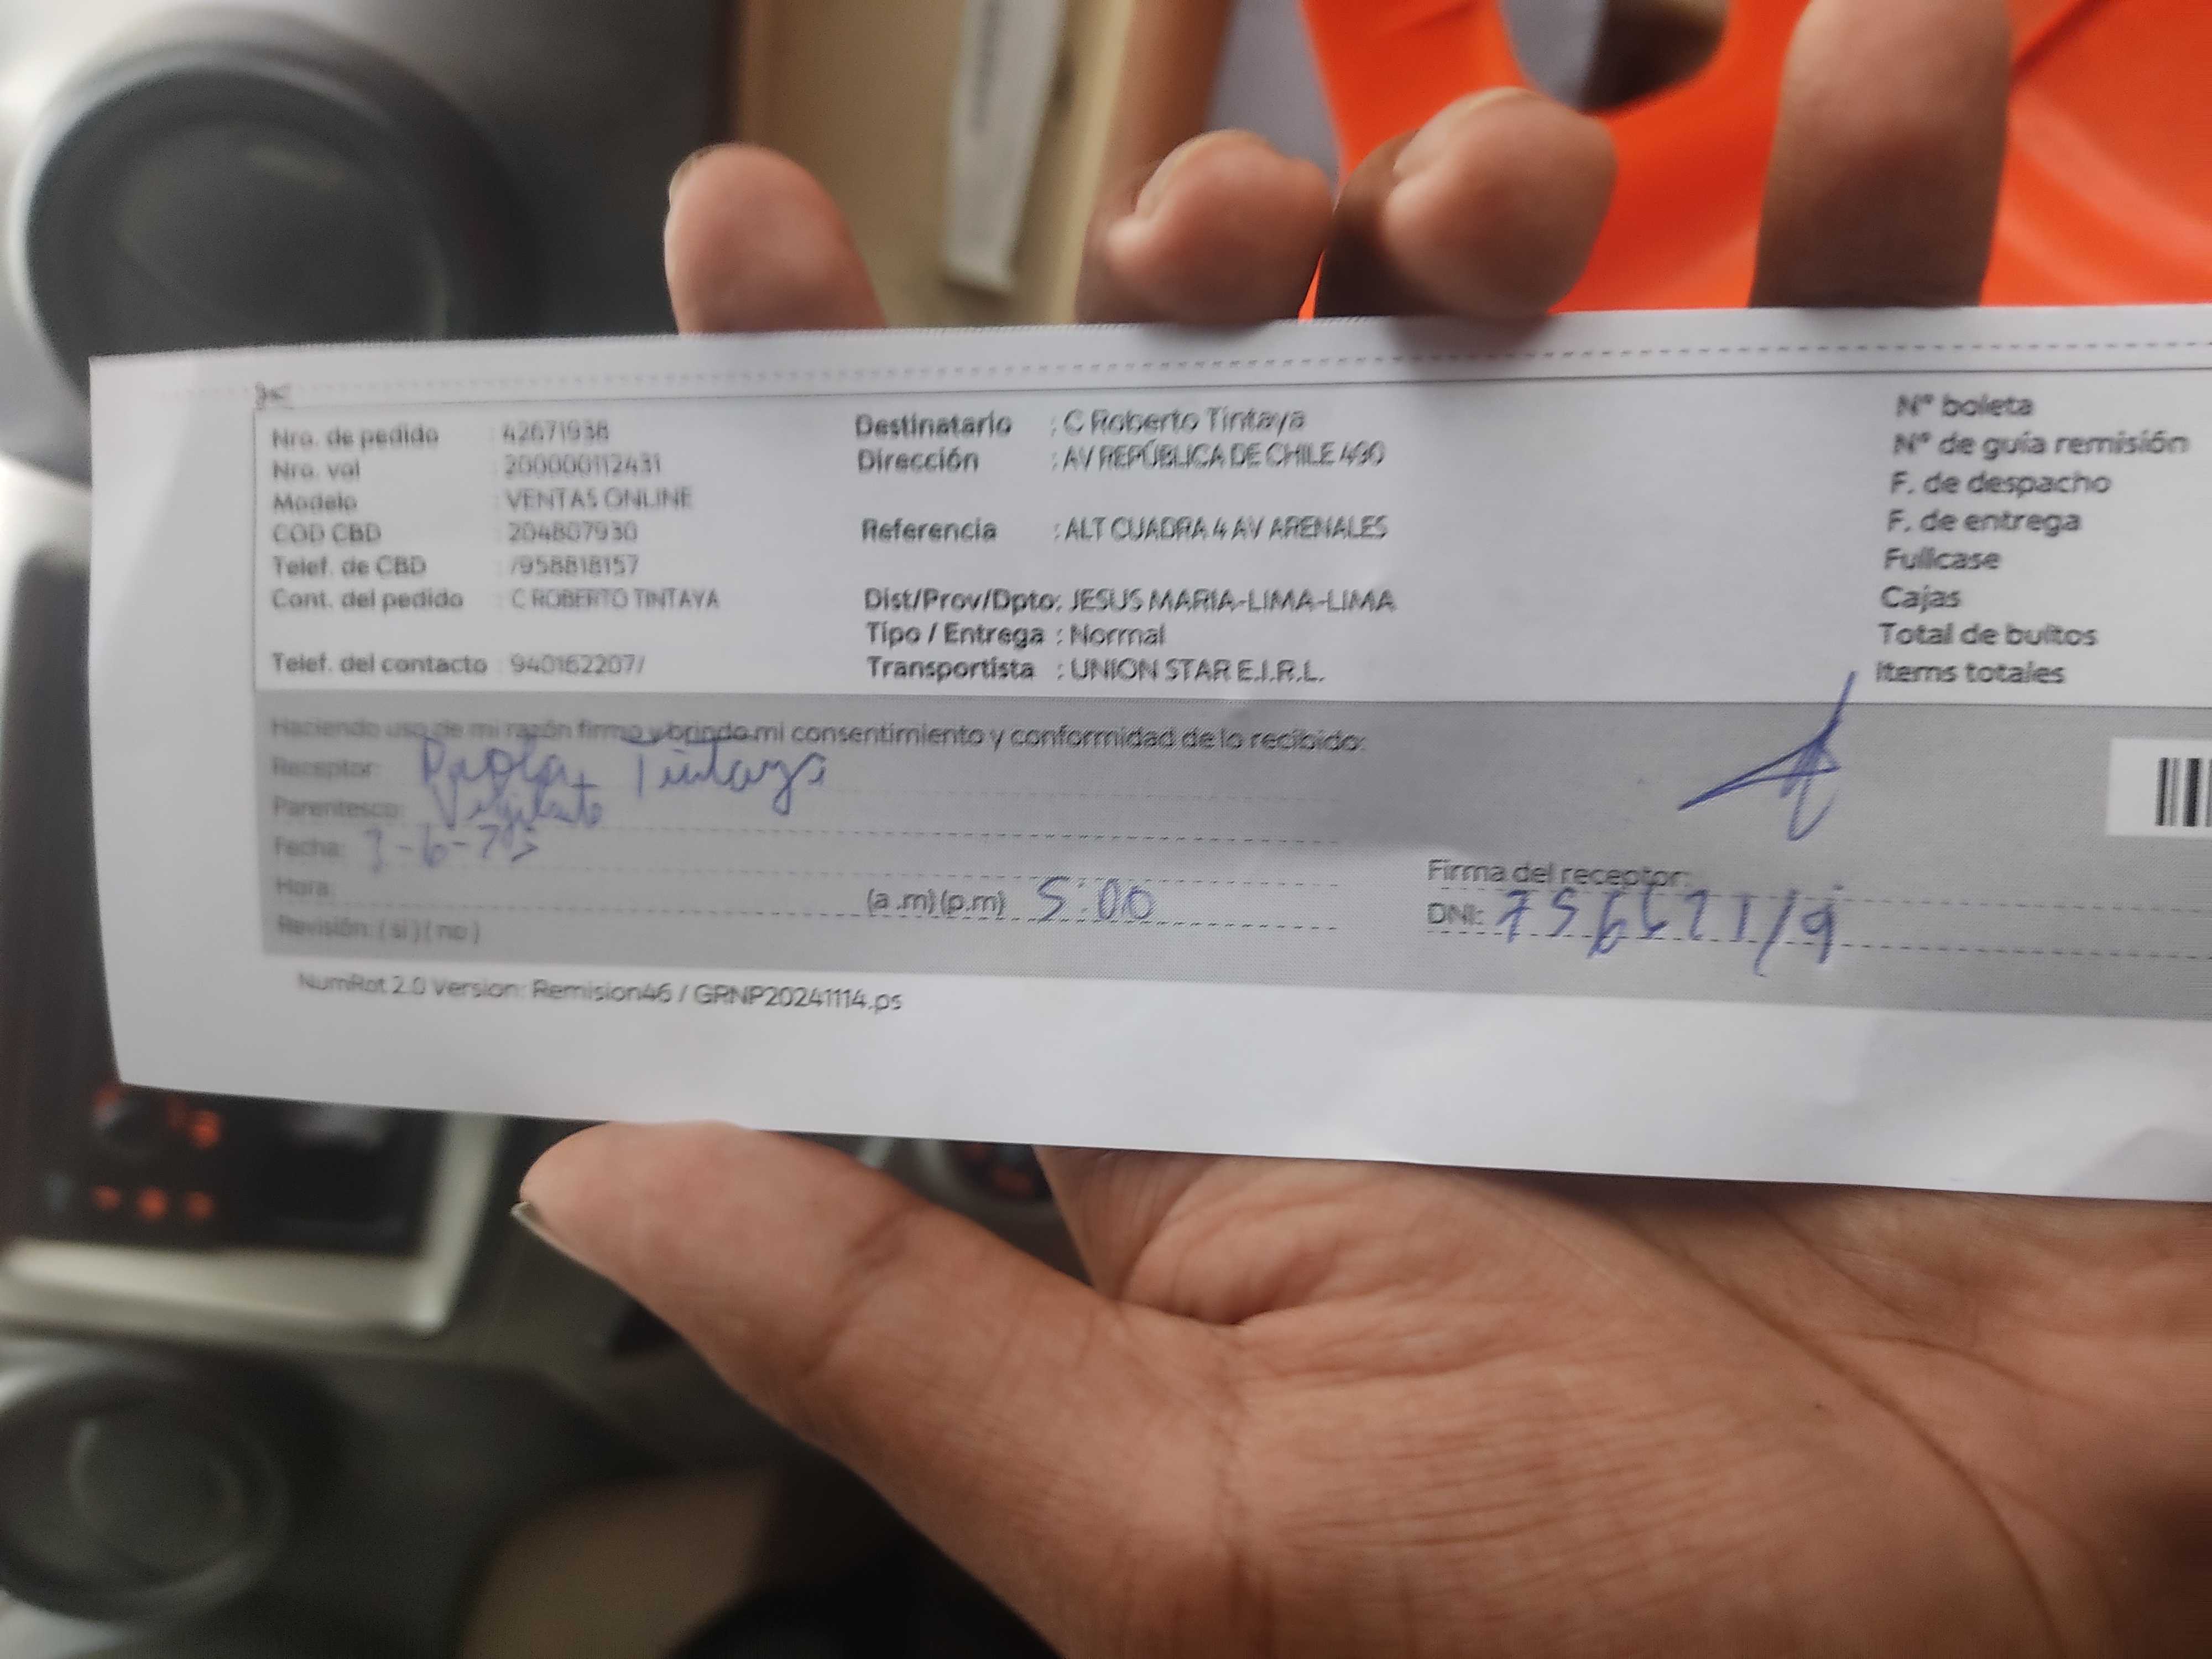 Nro. de pedido : 42671938
Nro. val : 200000112431
Modelo : VENTAS ONLINE
COD CBD : 204807930
Telef. de CBD : /958818157
Cont. del pedido : C ROBERTO TINTAYA
Telef. del contacto : 940162207/
Destinatario : C Roberto Tintaya
Dirección : AV REPÚBLICA DE CHILE 490
Referencia : ALT CUADRA 4 AV ARENALES
Dist/Prov/Dpto: JESUS MARIA-LIMA-LIMA
Tipo / Entrega : Normal
Transportista : UNION STAR E.I.R.L.
N° boleta
N° de guía remisión
F. de despacho
F. de entrega
Fullcase
Cajas
Total de bultos
Items totales
Haciendo uso de mi razón firmo y brindo mi consentimiento y conformidad de lo recibido:
Receptor: Paola Tintaya
Parentesco: Vigilante
Fecha: 3-6-
Hora: (a.m)(p.m) 5:00
Revisión: (si) (no)
Firma del receptor:
DNI:
NumRot 2.0 Version: Remision46 / GRNP20241114.ps